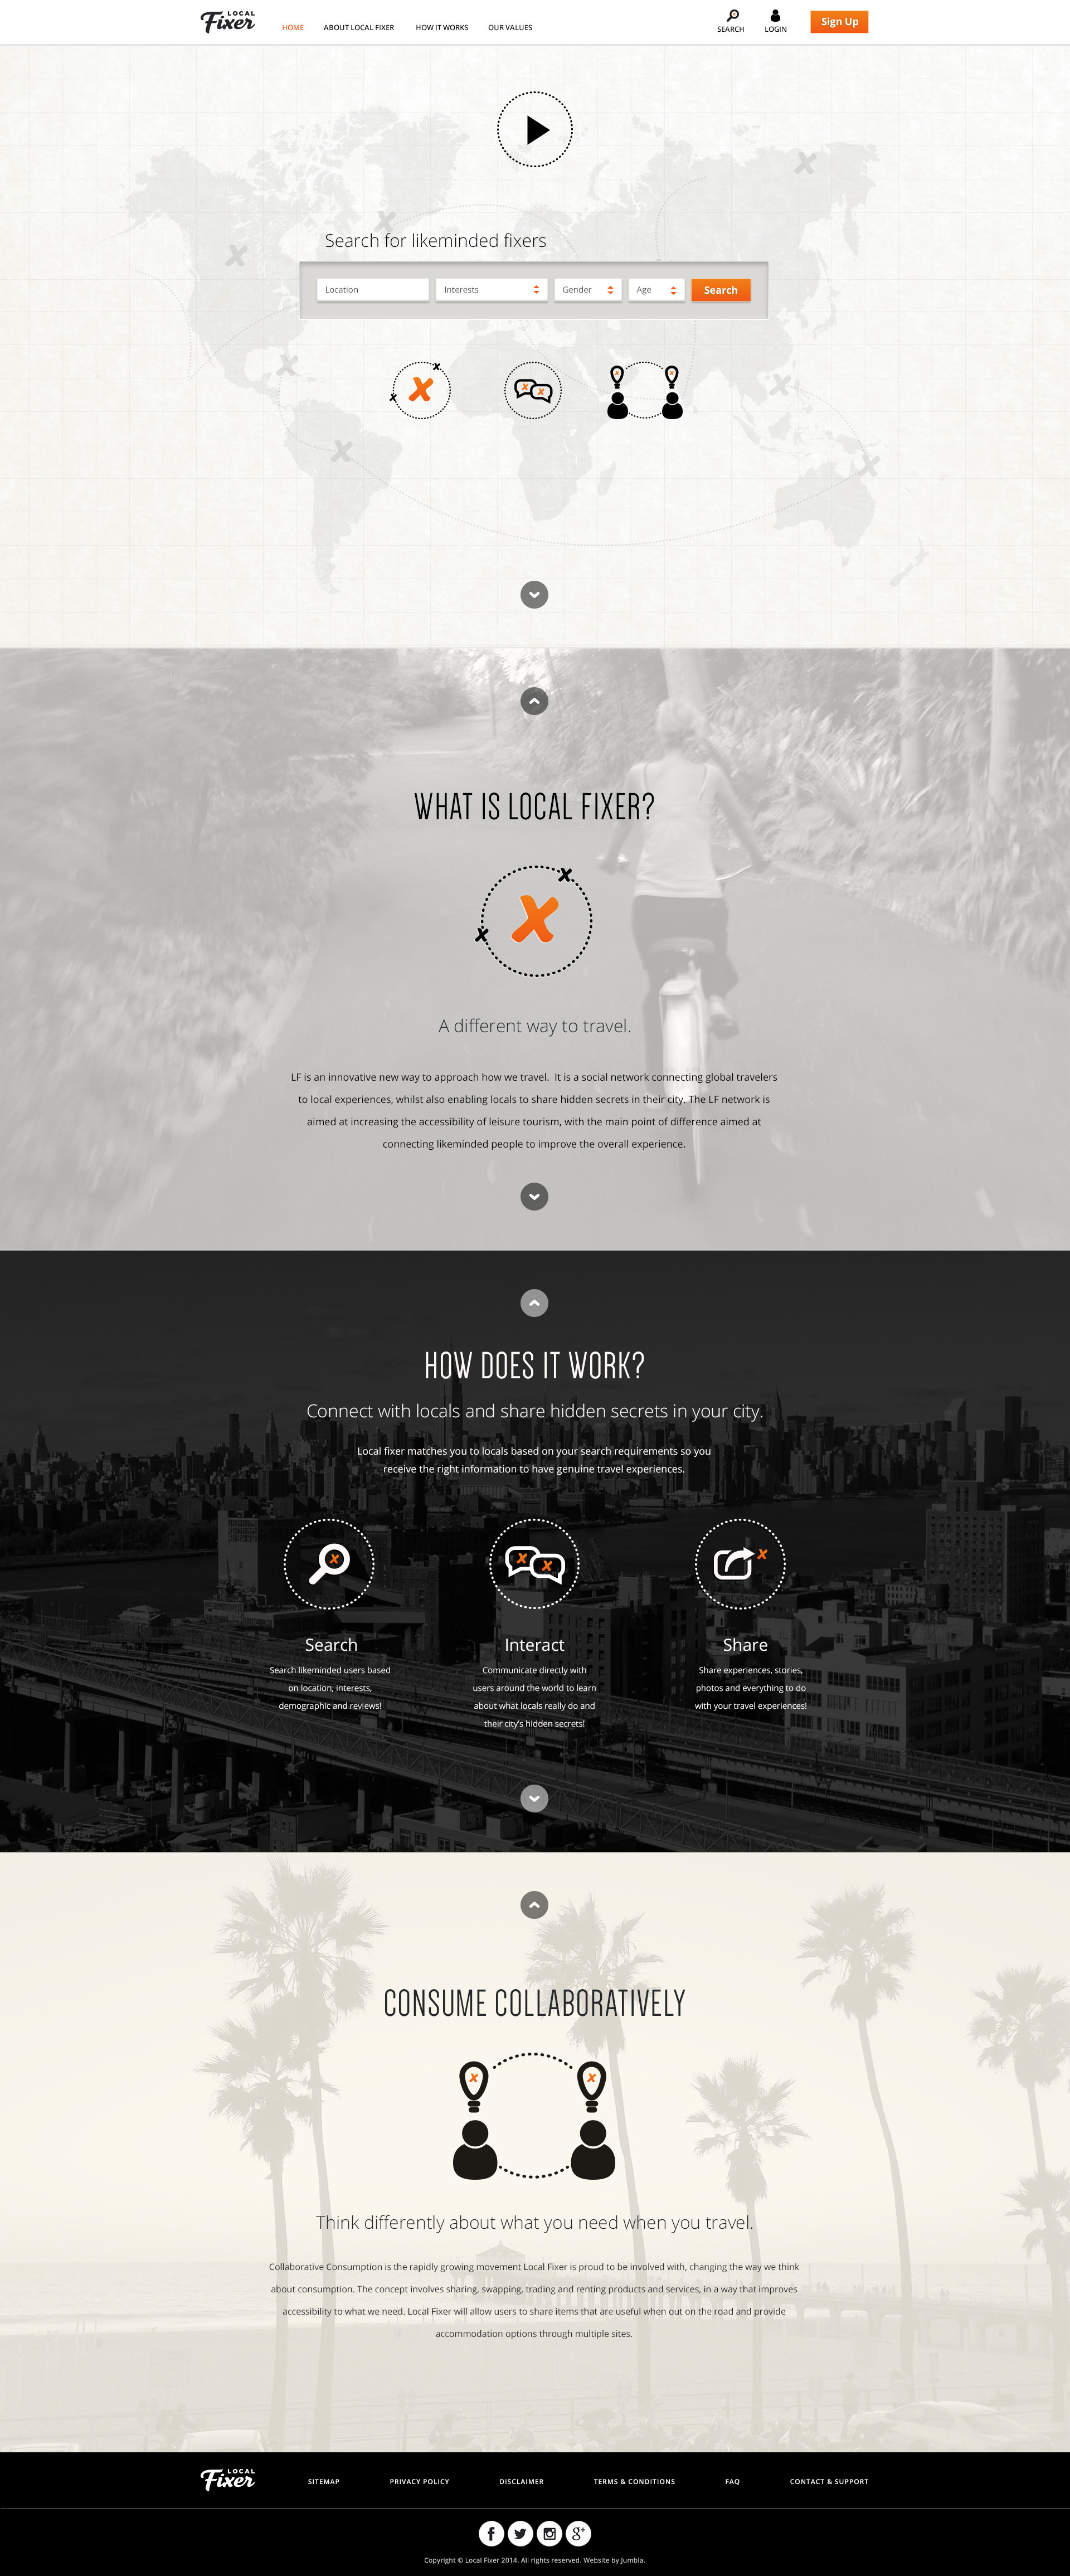 LOCAL
Fixer
HOME
ABOUT LOCAL FIXER
HOW IT WORKS
OUR VALUES
SEARCH
LOGIN
Sign Up
Search for likeminded fixers
Location
Interests
Gender
Age
Search
WHAT IS LOCAL FIXER?
A different way to travel.
LF is an innovative new way to approach how we travel.  It is a social network connecting global travelers
to local experiences, whilst also enabling locals to share hidden secrets in their city. The LF network is
aimed at increasing the accessibility of leisure tourism, with the main point of difference aimed at
connecting likeminded people to improve the overall experience.
HOW DOES IT WORK?
Connect with locals and share hidden secrets in your city.
Local fixer matches you to locals based on your search requirements so you
receive the right information to have genuine travel experiences.
Search
Search likeminded users based
on location, interests,
demographic and reviews!
Interact
Communicate directly with
users around the world to learn
about what locals really do and
their city's hidden secrets!
Share
Share experiences, stories,
photos and everything to do
with your travel experiences!
CONSUME COLLABORATIVELY
Think differently about what you need when you travel.
Collaborative Consumption is the rapidly growing movement Local Fixer is proud to be involved with, changing the way we think
about consumption. The concept involves sharing, swapping, trading and renting products and services, in a way that improves
accessibility to what we need. Local Fixer will allow users to share items that are useful when out on the road and provide
accommodation options through multiple sites.
LOCAL
Fixer
SITEMAP
PRIVACY POLICY
DISCLAIMER
TERMS & CONDITIONS
FAQ
CONTACT & SUPPORT
Copyright © Local Fixer 2014. All rights reserved. Website by Jumbla.